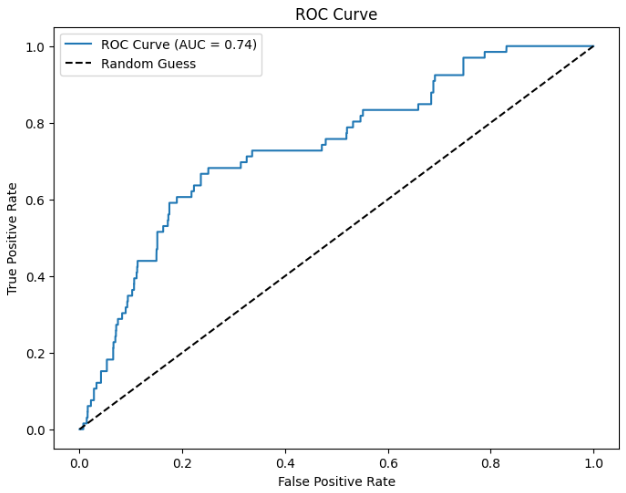 ROC Curve
ROC Curve (AUC = 0.74)
Random Guess
1.0
0.8
0.6
0.4
0.2
0.0
True Positive Rate
0.0 0.2 0.4 0.6 0.8 1.0
False Positive Rate